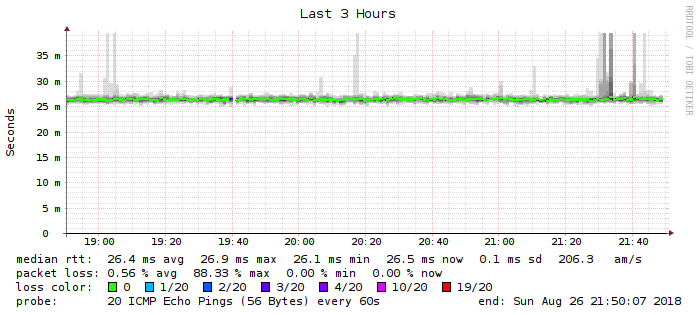 Last 3 Hours
RRDTOOL / TOBI OETIKER
Seconds
35 m
30 m
25 m
20 m
15 m
10 m
5 m
0
19:00 19:20 19:40 20:00 20:20 20:40 21:00 21:20 21:40
median rtt: 26.4 ms avg 26.9 ms max 26.1 ms min 26.5 ms now 0.1 ms sd 206.3 am/s
packet loss: 0.56 % avg 88.33 % max 0.00 % min 0.00 % now
loss color: 0 1/20 2/20 3/20 4/20 10/20 19/20
probe: 20 ICMP Echo Pings (56 Bytes) every 60s end: Sun Aug 26 21:50:07 2018